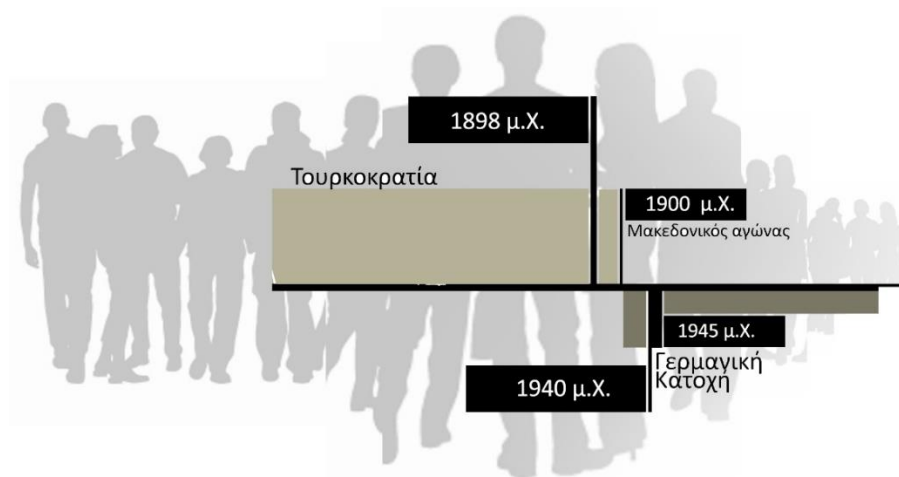 1898 μ.Χ.
Τουρκοκρατία
1900 μ.Χ.
Μακεδονικός αγώνας
1945 μ.Χ.
Γερμαγική
Κατοχη
1940 μ.Χ.